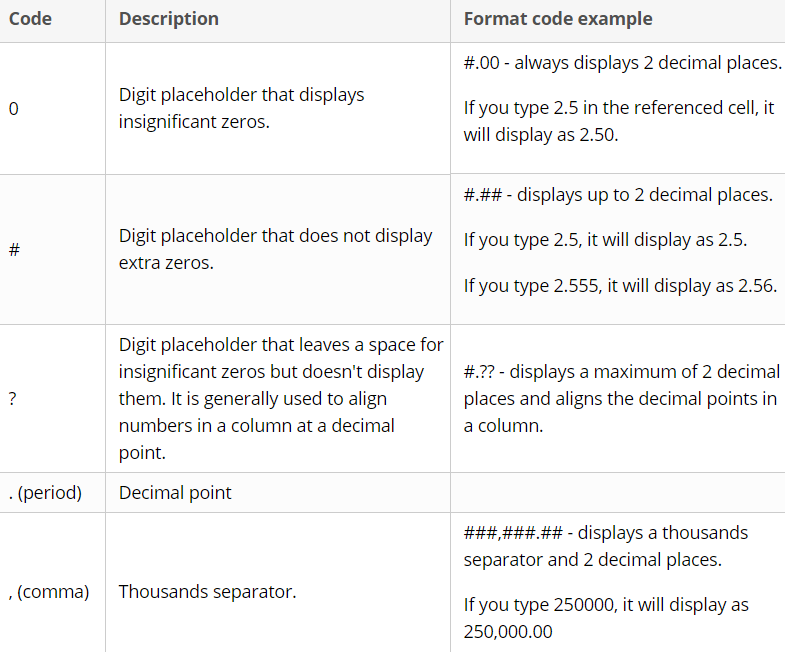 Code Description Format code example
0
Digit placeholder that displays
insignificant zeros.
#.00 - always displays 2 decimal places.
If you type 2.5 in the referenced cell, it
will display as 2.50.
#
Digit placeholder that does not display
extra zeros.
#.## - displays up to 2 decimal places.
If you type 2.5, it will display as 2.5.
If you type 2.555, it will display as 2.56.
?
Digit placeholder that leaves a space for
insignificant zeros but doesn't display
them. It is generally used to align
numbers in a column at a decimal
point.
#.?? - displays a maximum of 2 decimal
places and aligns the decimal points in
a column.
. (period) Decimal point
, (comma)
Thousands separator.
###,###.## - displays a thousands
separator and 2 decimal places.
If you type 250000, it will display as
250,000.00